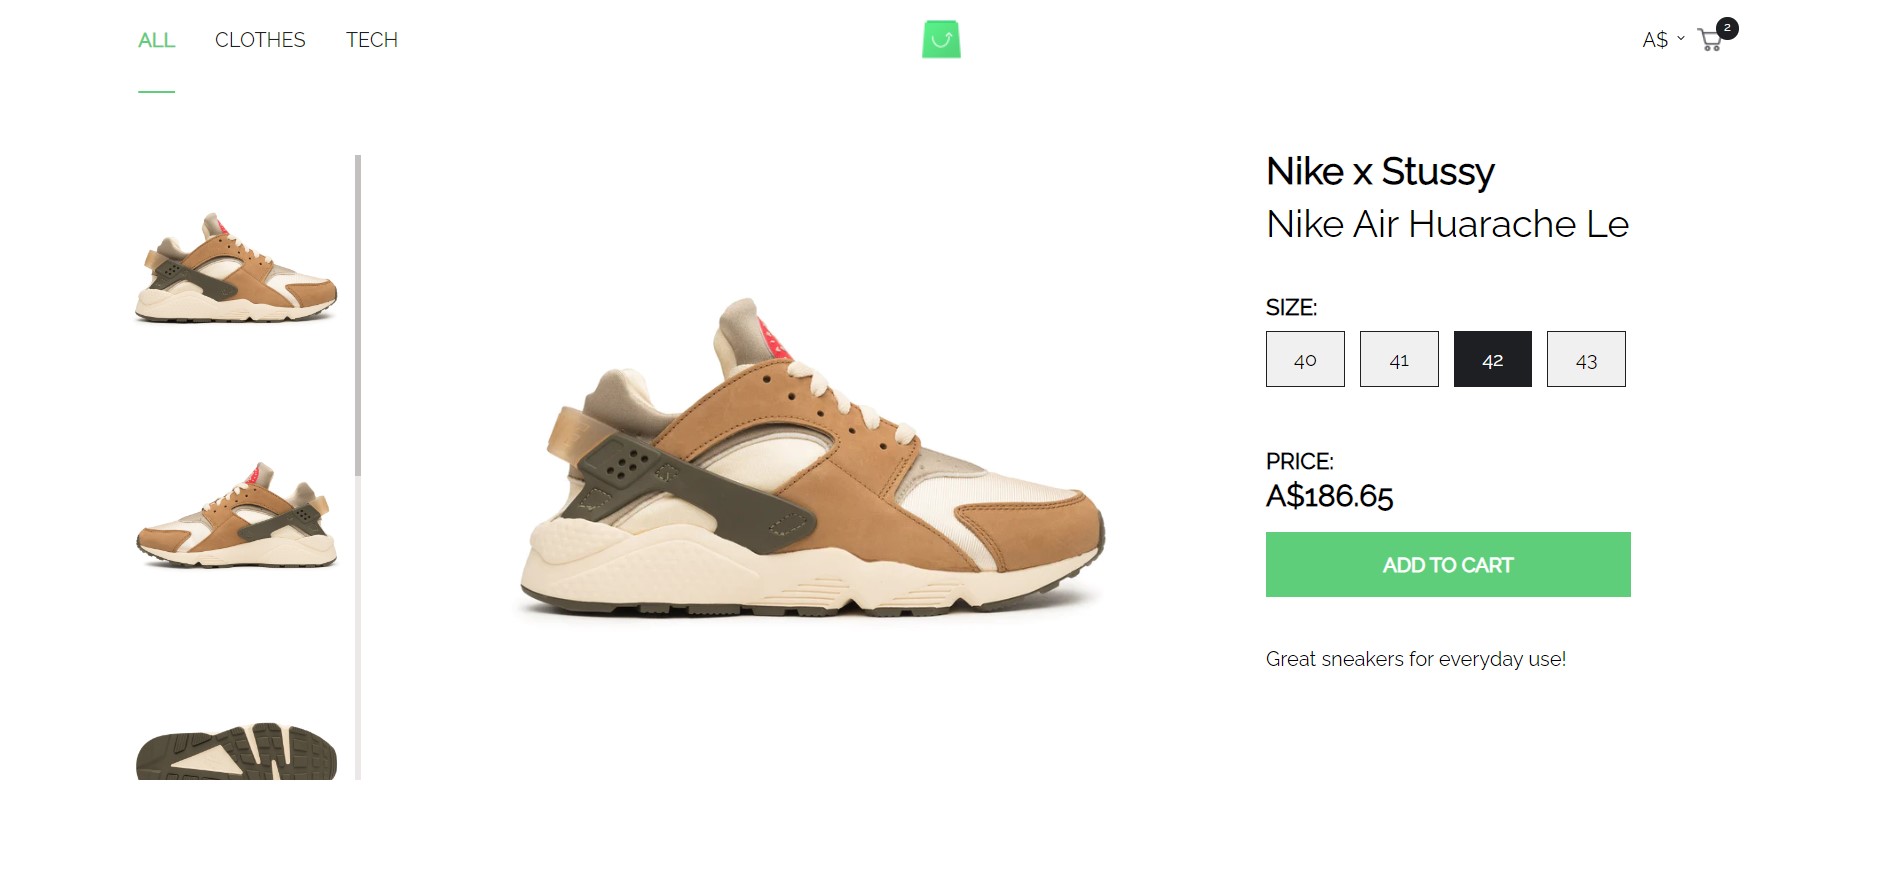 ALL
CLOTHES
TECH
A$
2
Nike x Stussy
Nike Air Huarache Le
SIZE:
40
41
42
43
PRICE:
A$186.65
ADD TO CART
Great sneakers for everyday use!